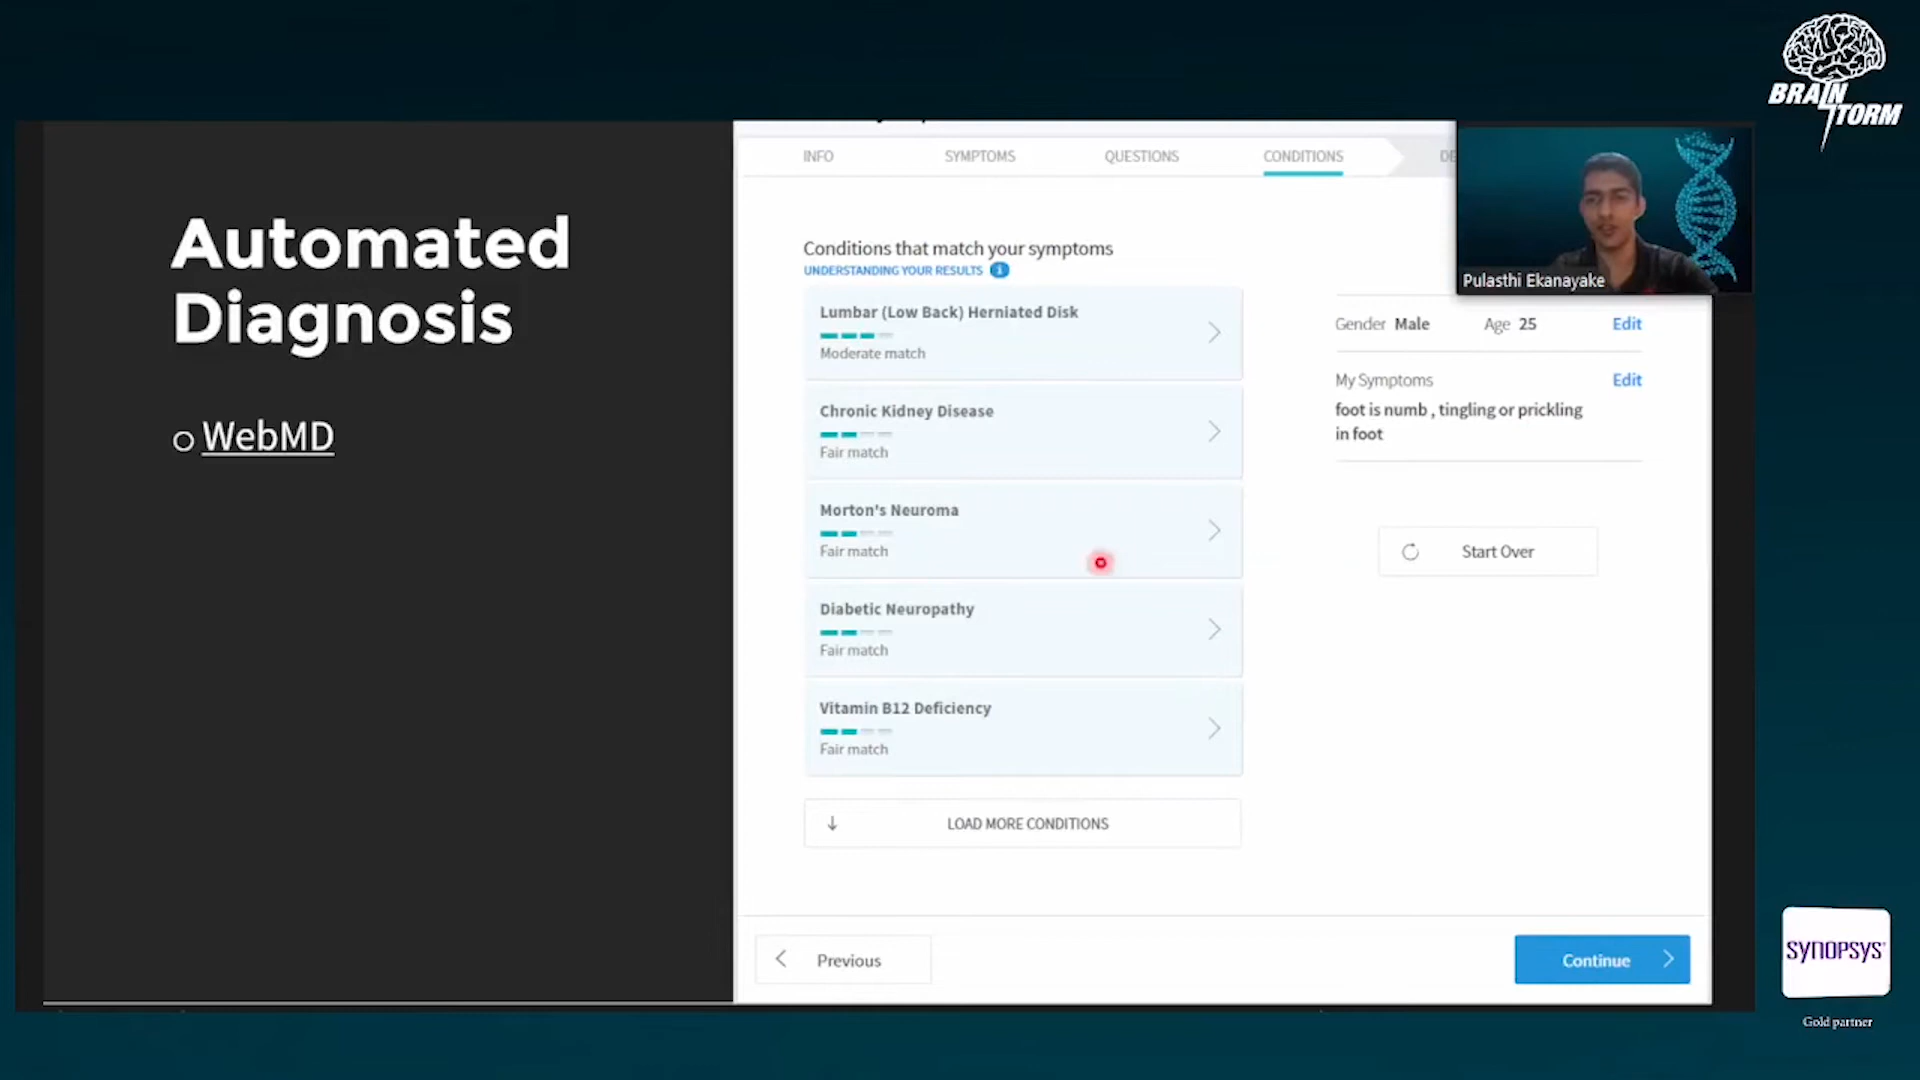 BRAIN
STORM
Automated
Diagnosis
WebMD
INFO
SYMPTOMS
QUESTIONS
CONDITIONS
DE
Pulasthi Ekanayake
Conditions that match your symptoms
UNDERSTANDING YOUR RESULTS
Lumbar (Low Back) Herniated Disk
Moderate match
Chronic Kidney Disease
Fair match
Morton's Neuroma
Fair match
Diabetic Neuropathy
Fair match
Vitamin B12 Deficiency
Fair match
LOAD MORE CONDITIONS
Gender Male Age 25 Edit
My Symptoms Edit
foot is numb , tingling or prickling
in foot
Start Over
Previous
Continue
SYNOPSYS
Gold partner